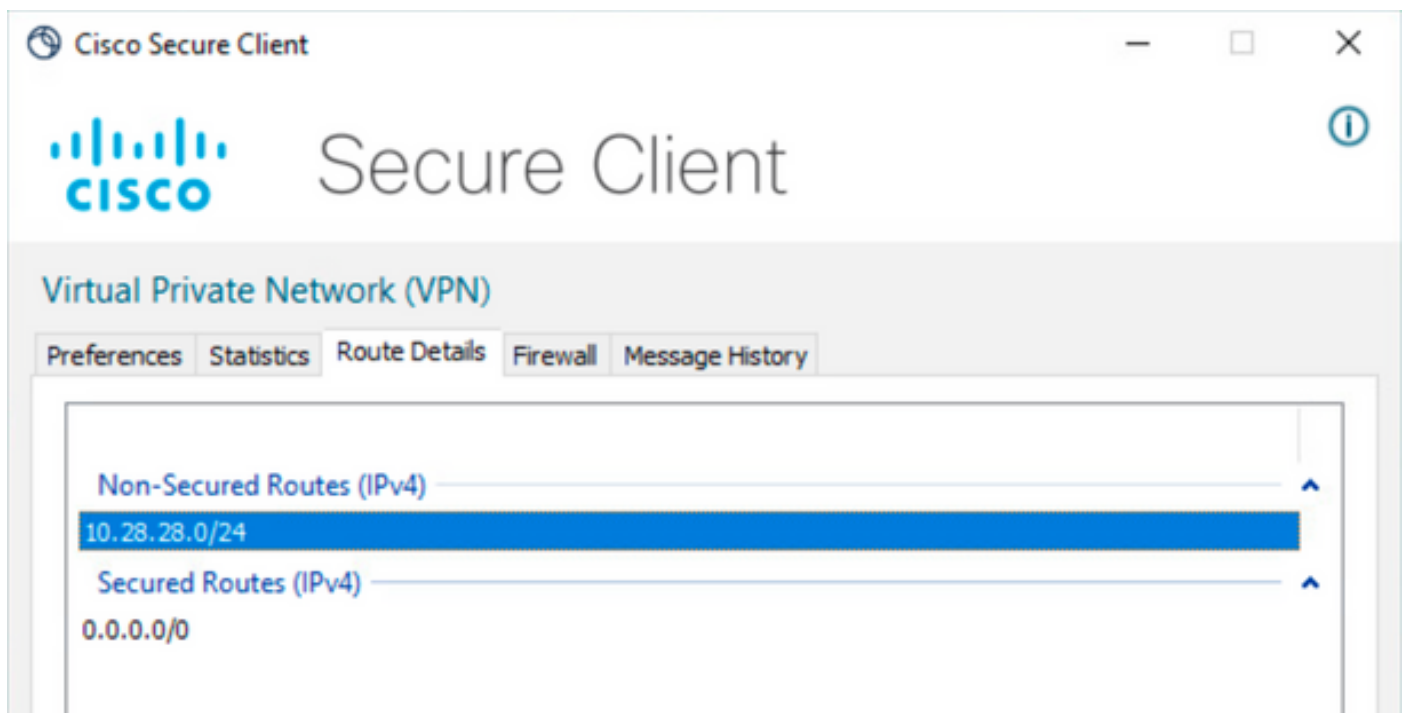 Cisco Secure Client
CISCO Secure Client
Virtual Private Network (VPN)
Preferences Statistics Route Details Firewall Message History
Non-Secured Routes (IPv4)
10.28.28.0/24
Secured Routes (IPv4)
0.0.0.0/0